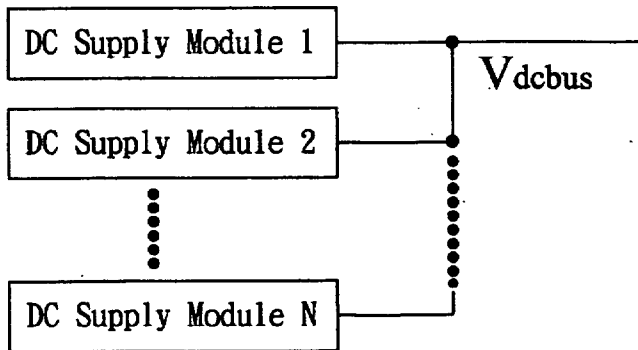 DC Supply Module 1
Vdcbus
DC Supply Module 2
DC Supply Module N